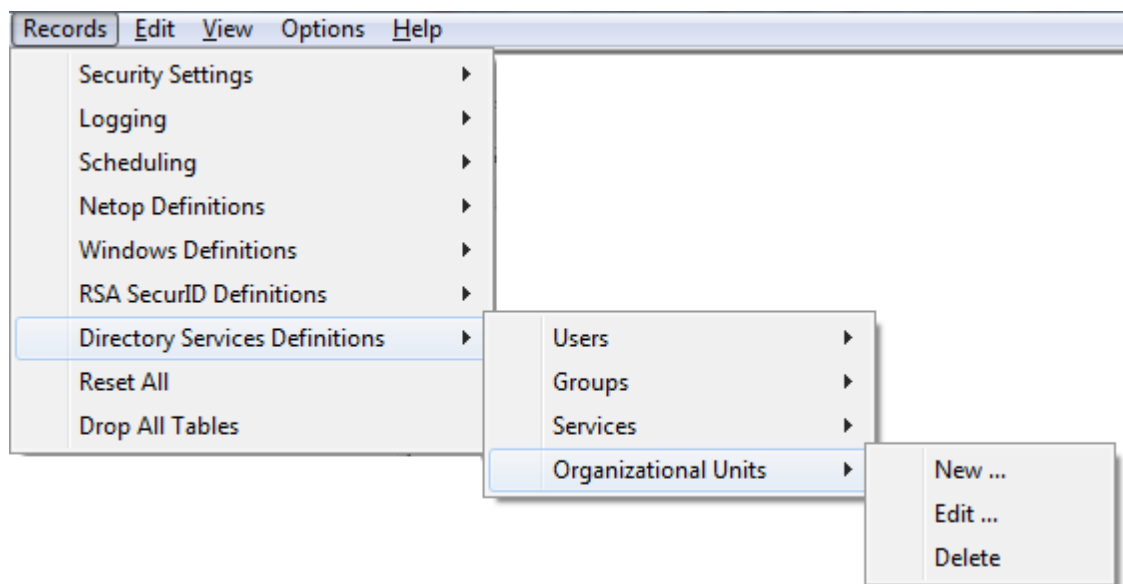 Records Edit View Options Help
Security Settings
Logging
Scheduling
Netop Definitions
Windows Definitions
RSA SecurID Definitions
Directory Services Definitions
Reset All
Drop All Tables
Users
Groups
Services
Organizational Units
New ...
Edit ...
Delete